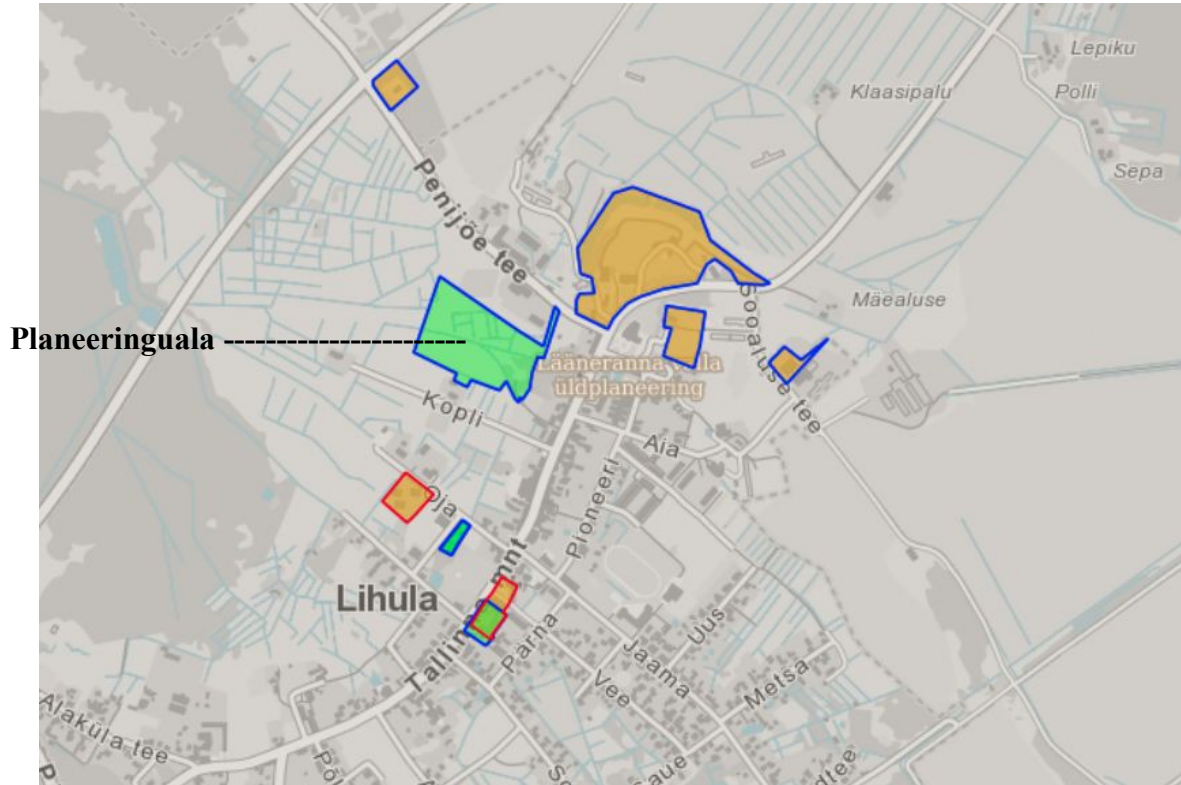 Lepiku
Klaasipalu
Polli
Sepa
Penijõe tee
Sooaluse tee
Mäealuse
Planeeringuala -----------------------
Lääneranna valla
üldplaneering
Kopli
Aia
Pioneeri
Oja
Lihula
Tallinna mnt
Parna
Uus
Jaama
Vee
Metsa
Alaküla tee